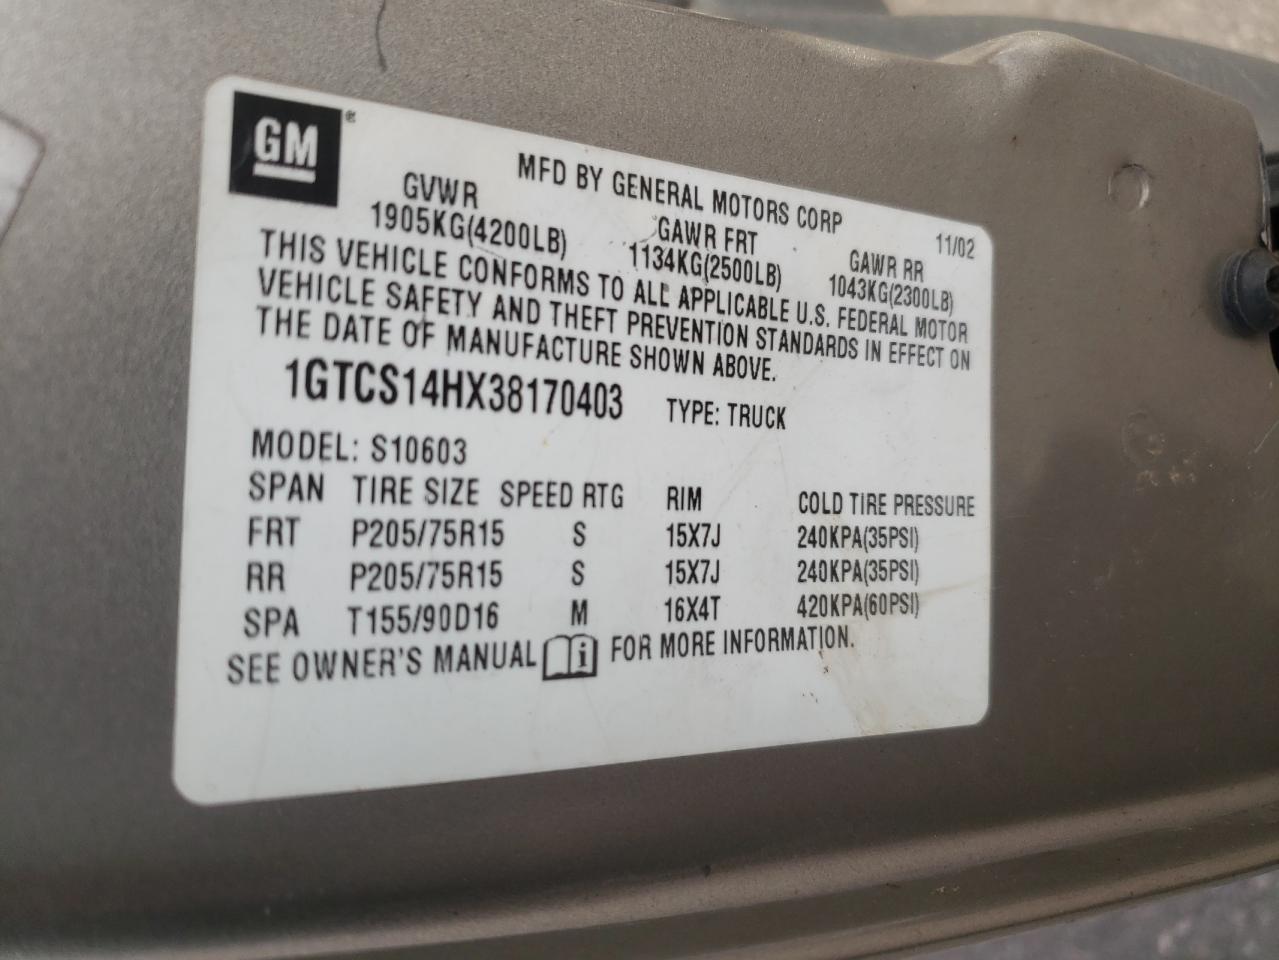 GM®
MFD BY GENERAL MOTORS CORP 11/02
GVWR GAWR FRT GAWR RR
1905KG(4200LB) 1134KG(2500LB) 1043KG(2300LB)
THIS VEHICLE CONFORMS TO ALL APPLICABLE U.S. FEDERAL MOTOR
VEHICLE SAFETY AND THEFT PREVENTION STANDARDS IN EFFECT ON
THE DATE OF MANUFACTURE SHOWN ABOVE.
1GTCS14HX38170403 TYPE: TRUCK
MODEL: S10603
SPAN TIRE SIZE SPEED RTG RIM COLD TIRE PRESSURE
FRT P205/75R15 S 15X7J 240KPA(35PSI)
RR P205/75R15 S 15X7J 240KPA(35PSI)
SPA T155/90D16 M 16X4T 420KPA(60PSI)
SEE OWNER'S MANUAL i FOR MORE INFORMATION.